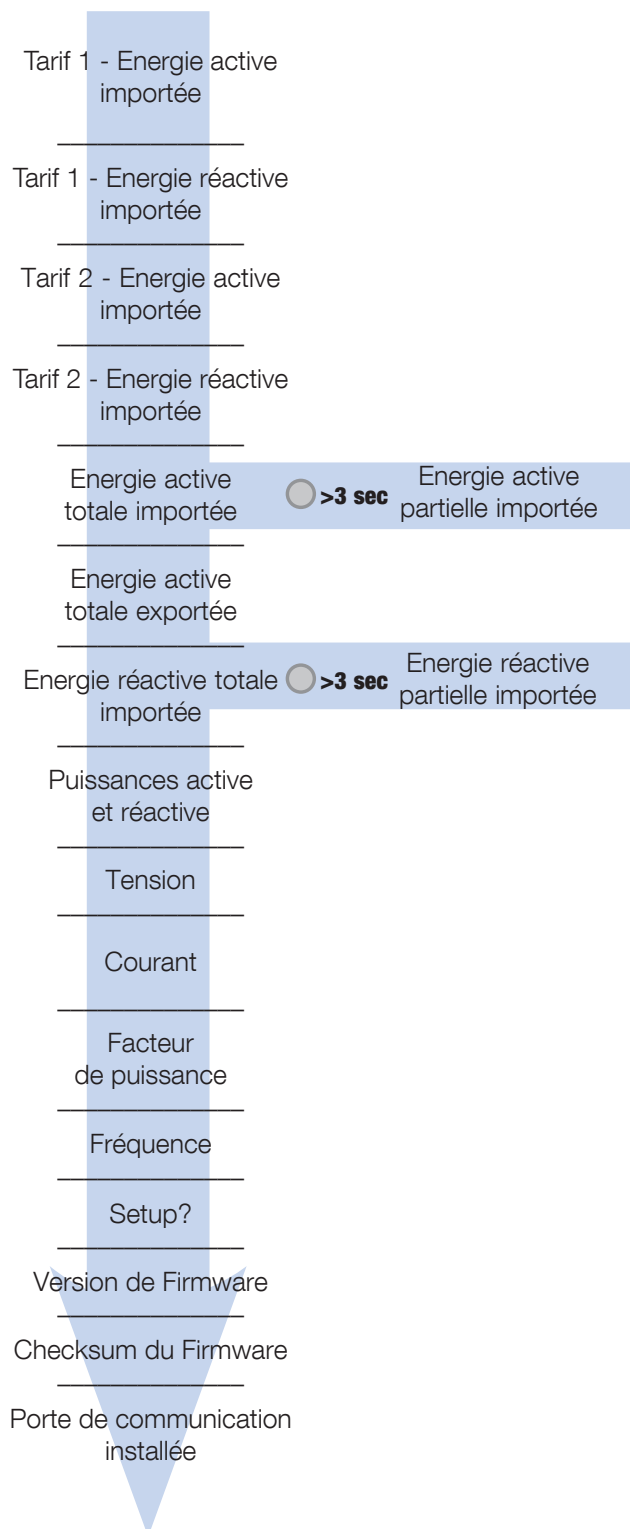 Tarif 1 - Energie active
importée
Tarif 1 - Energie réactive
importée
Tarif 2 - Energie active
importée
Tarif 2 - Energie réactive
importée
Energie active
totale importée
>3 sec
Energie active
partielle importée
Energie active
totale exportée
Energie réactive totale
importée
>3 sec
Energie réactive
partielle importée
Puissances active
et réactive
Tension
Courant
Facteur
de puissance
Fréquence
Setup?
Version de Firmware
Checksum du Firmware
Porte de communication
installée